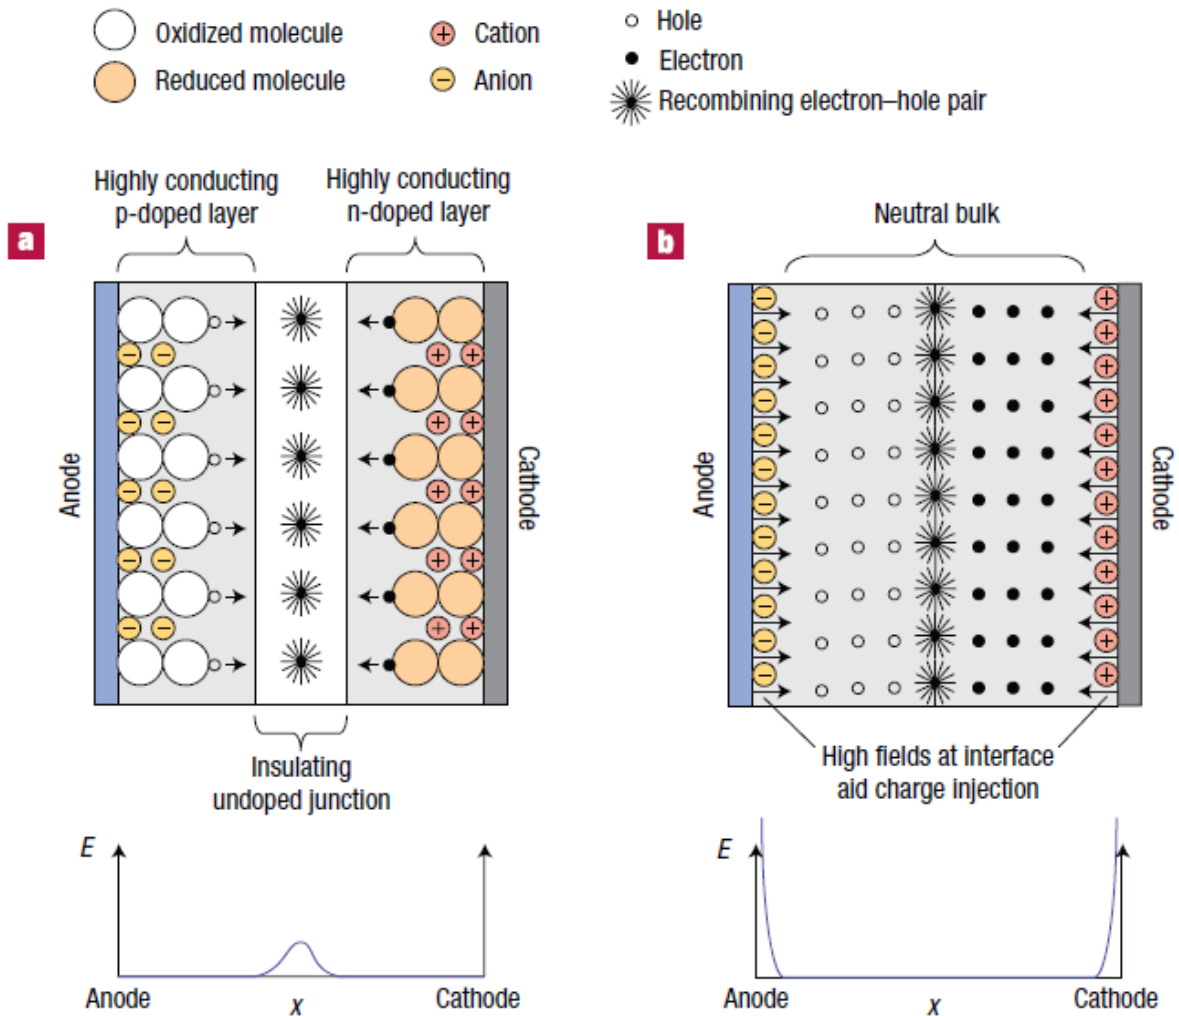 Oxidized molecule
Reduced molecule
+ Cation
− Anion
Hole
Electron
Recombining electron–hole pair
a
Highly conducting
p-doped layer
Highly conducting
n-doped layer
Anode
Cathode
Insulating
undoped junction
E
Anode
x
Cathode
b
Neutral bulk
Anode
Cathode
High fields at interface
aid charge injection
E
Anode
x
Cathode